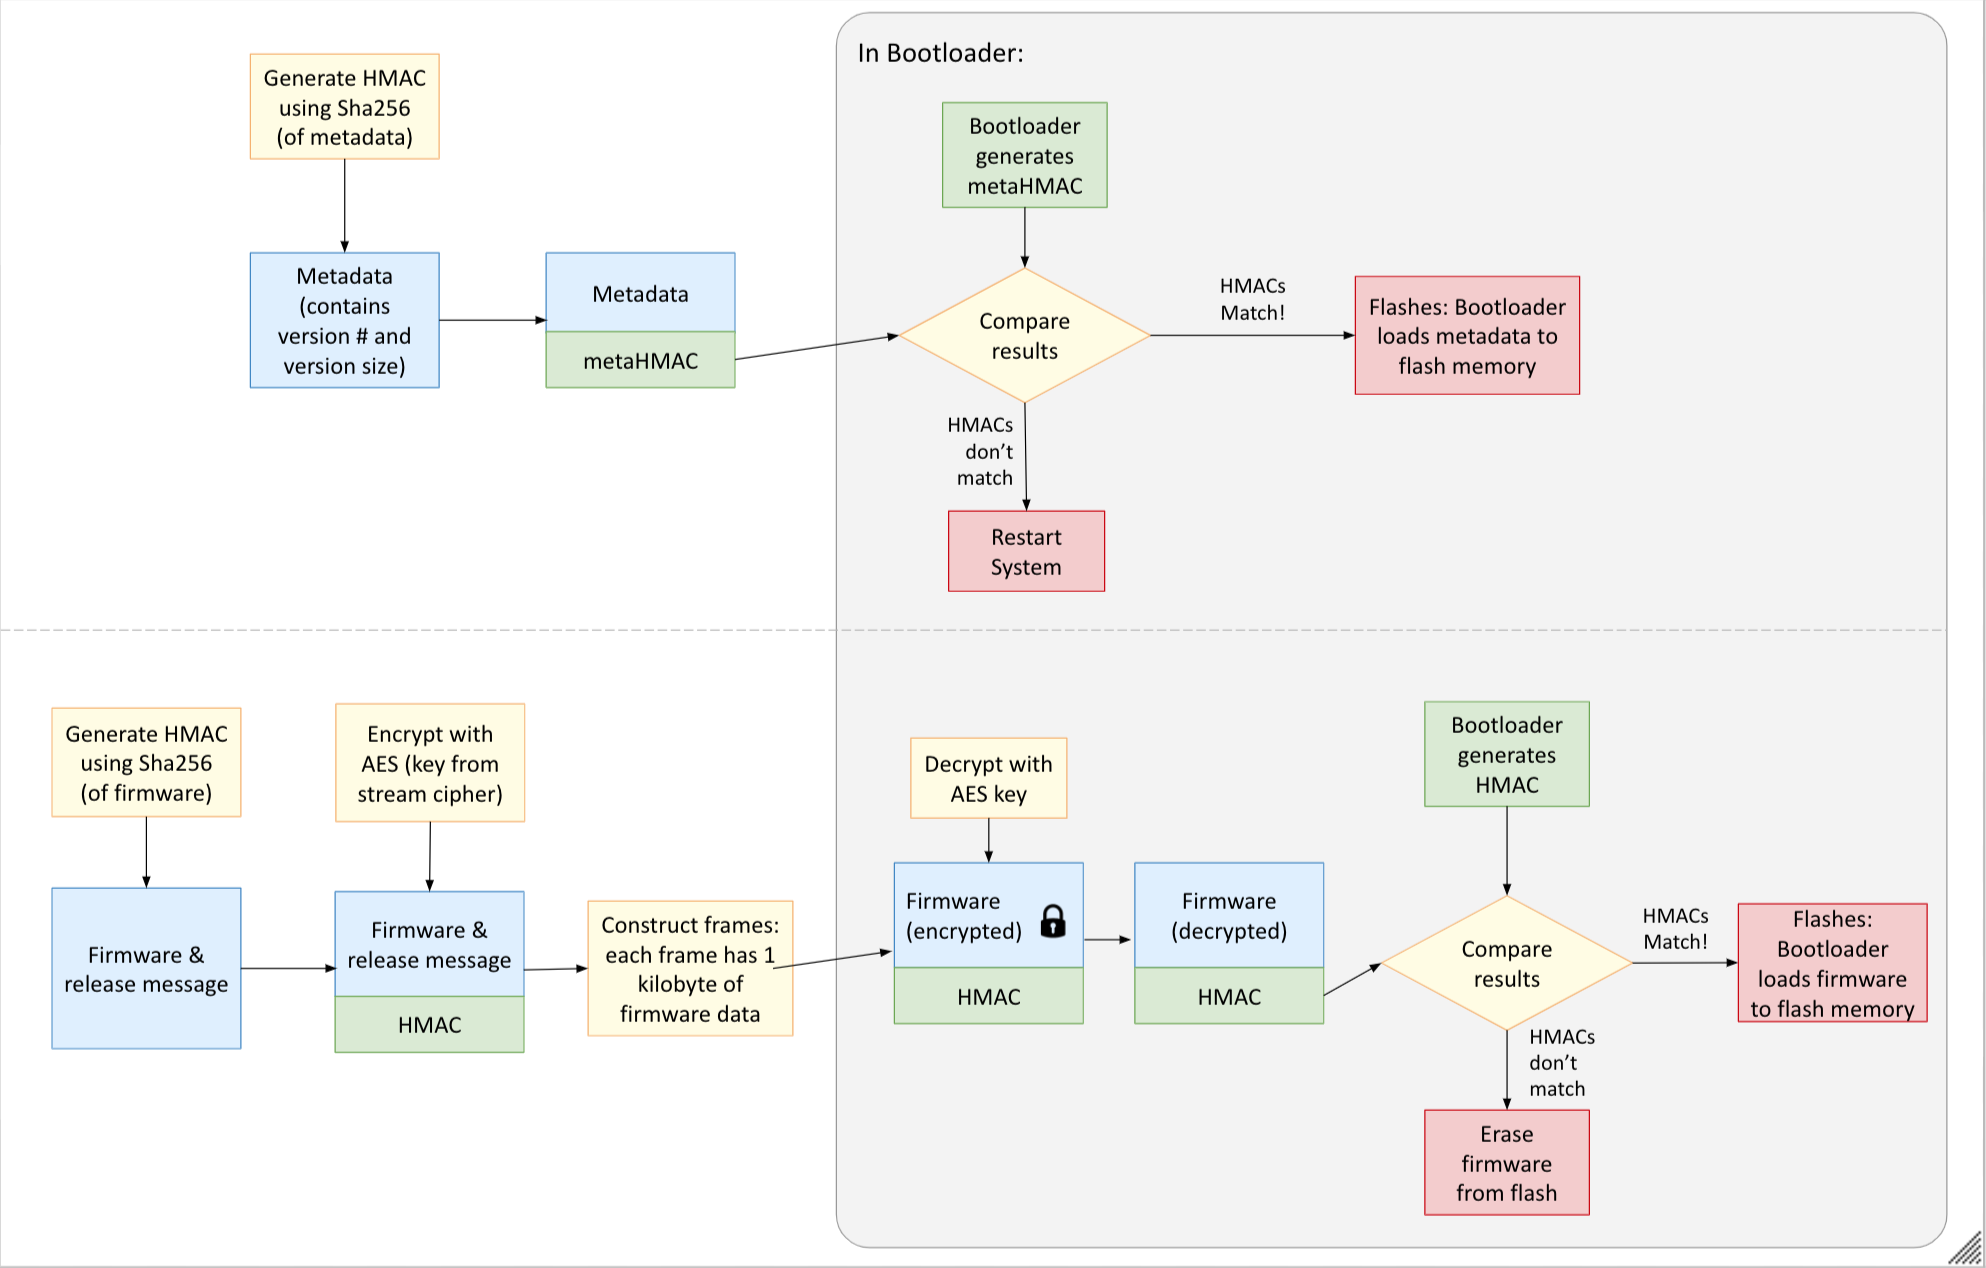 In Bootloader:
Generate HMAC
using Sha256
(of metadata)
Bootloader
generates
metaHMAC
Metadata
(contains
version # and
version size)
Metadata
metaHMAC
Compare
results
HMACs
Match!
Flashes: Bootloader
loads metadata to
flash memory
HMACs
don’t
match
Restart
System
Generate HMAC
using Sha256
(of firmware)
Encrypt with
AES (key from
stream cipher)
Firmware &
release message
Firmware &
release message
HMAC
Construct frames:
each frame has 1
kilobyte of
firmware data
Decrypt with
AES key
Firmware
(encrypted)
HMAC
Firmware
(decrypted)
HMAC
Bootloader
generates
HMAC
Compare
results
HMACs
Match!
Flashes:
Bootloader
loads firmware
to flash memory
HMACs
don’t
match
Erase
firmware
from flash